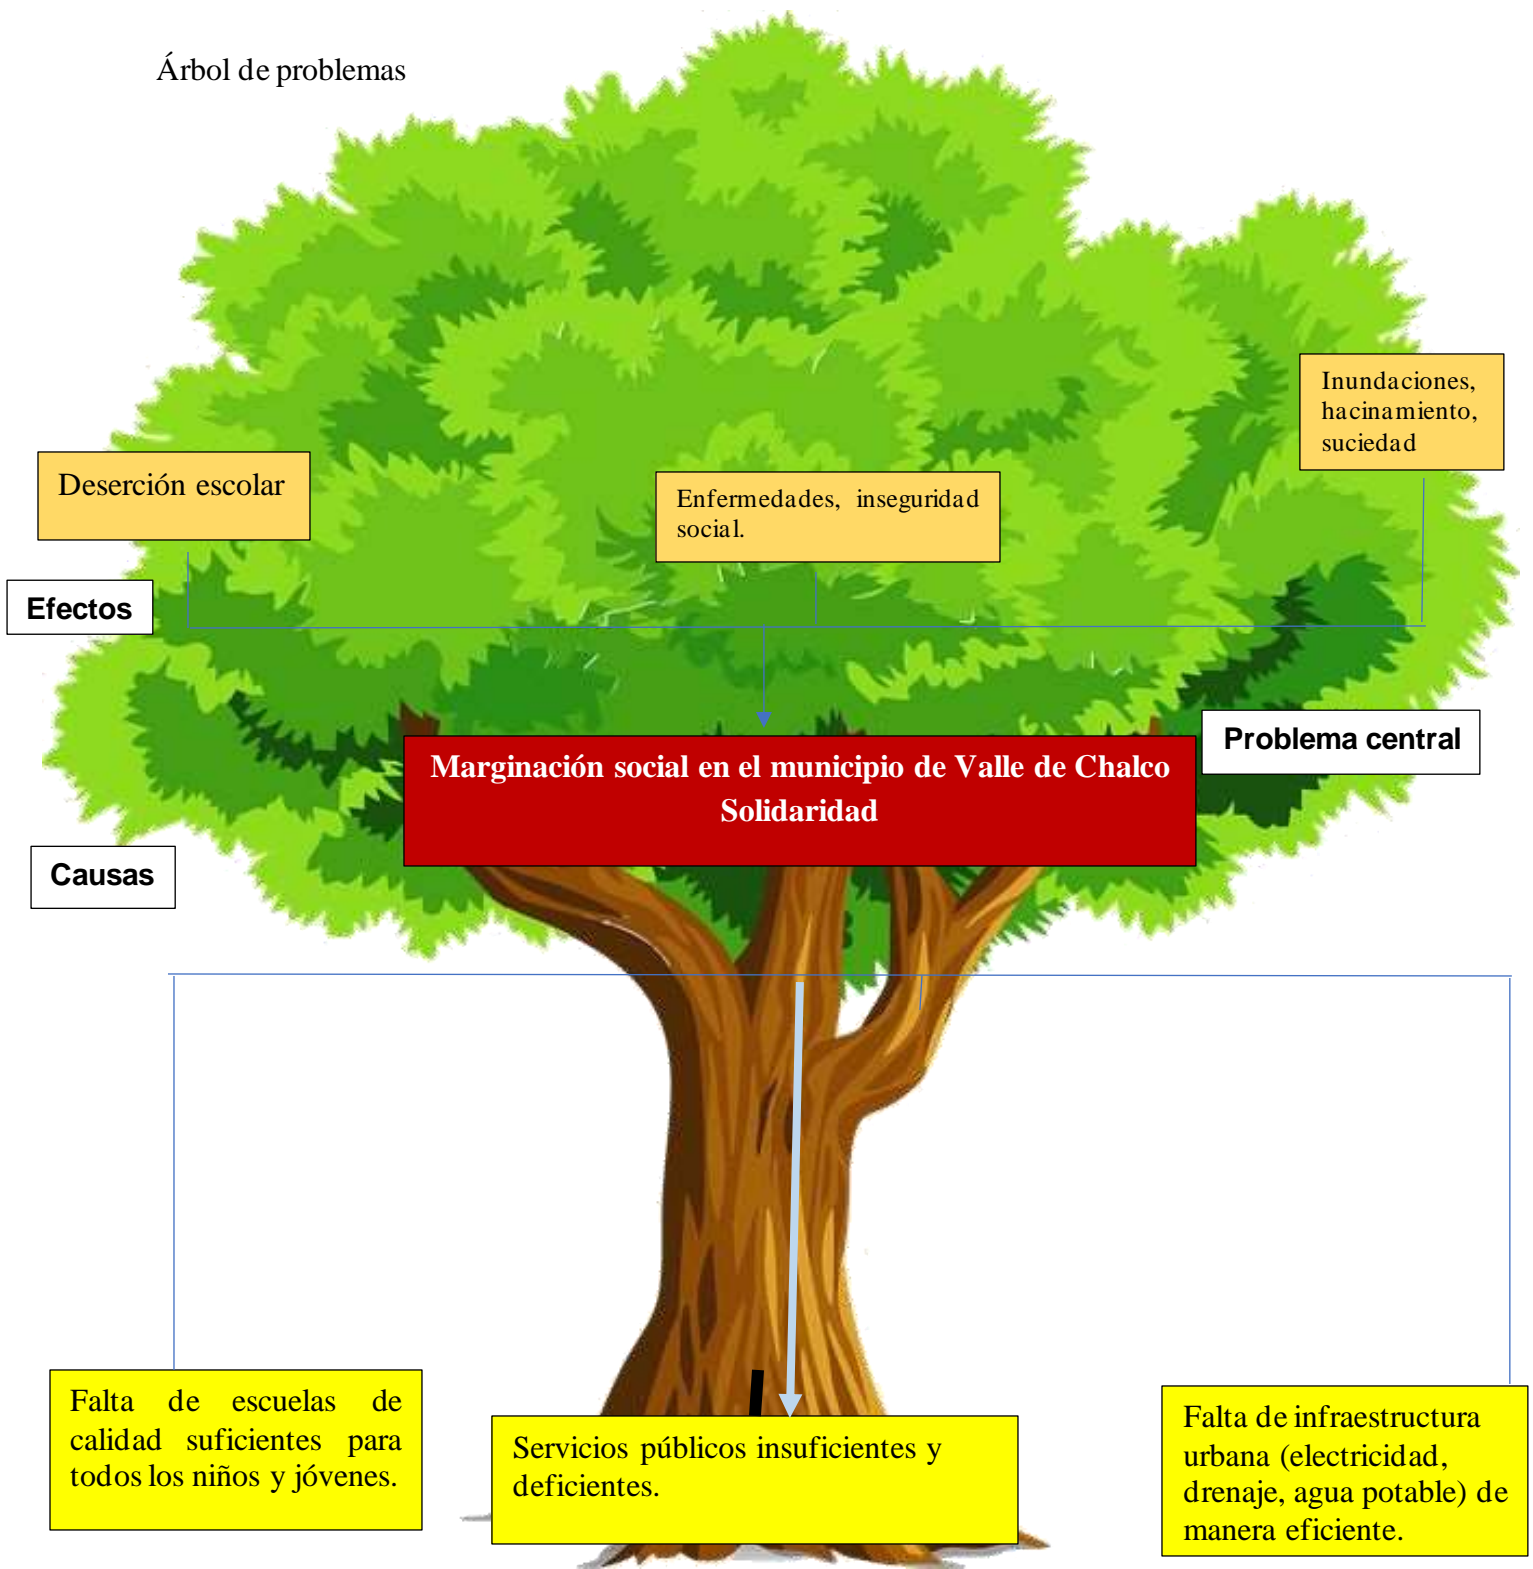 Árbol de problemas
Inundaciones,
hacinamiento,
suciedad
Deserción escolar
Enfermedades, inseguridad
social.
Efectos
Problema central
Marginación social en el municipio de Valle de Chalco
Solidaridad
Causas
Falta de escuelas de
calidad suficientes para
todos los niños y jóvenes.
Servicios públicos insuficientes y
deficientes.
Falta de infraestructura
urbana (electricidad,
drenaje, agua potable) de
manera eficiente.